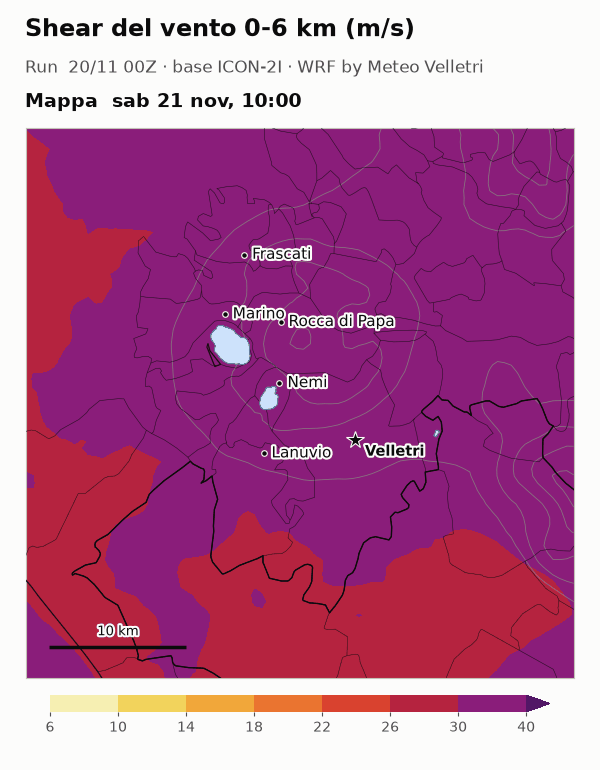 Shear del vento 0-6 km (m/s)
Run  20/11 00Z · base ICON-2I · WRF by Meteo Velletri
Mappa  sab 21 nov, 10:00
Frascati
Marino
Rocca di Papa
Nemi
Velletri
Lanuvio
10 km
6 10 14 18 22 26 30 40